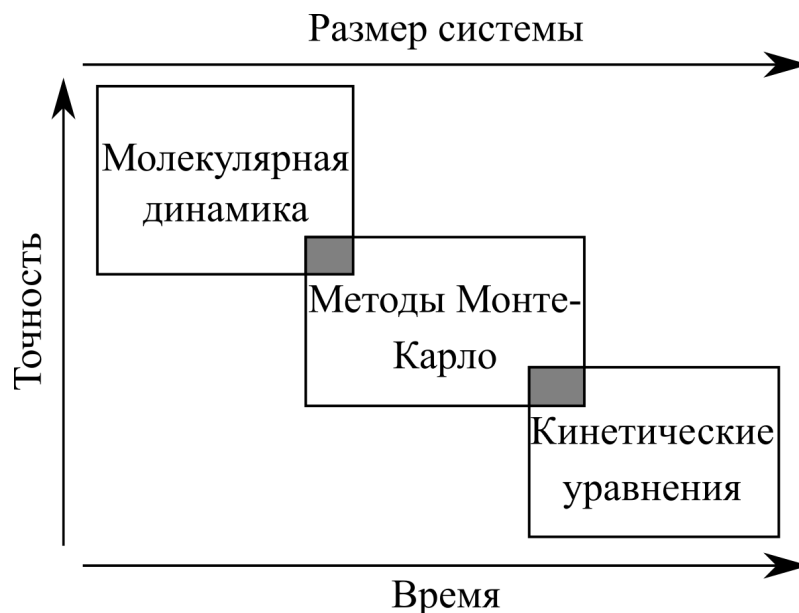 Размер системы
Молекулярная
динамика
Точность
Методы Монте-
Карло
Кинетические
уравнения
Время